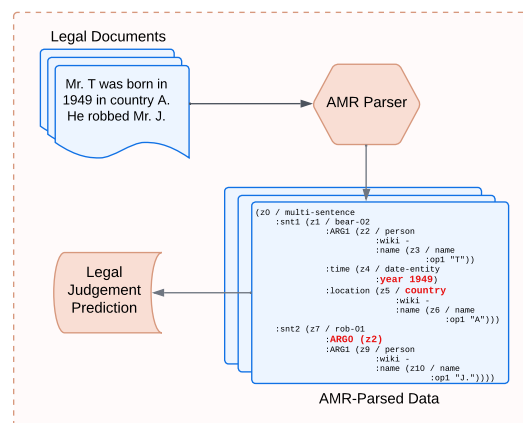 Legal Documents
Mr. T was born in
1949 in country A.
He robbed Mr. J.
AMR Parser
(z0 / multi-sentence
:snt1 (z1 / bear-02
:ARG1 (z2 / person
:wiki -
:name (z3 / name
:op1 "T"))
:time (z4 / date-entity
:year 1949)
:location (z5 / country
:wiki -
:name (z6 / name
:op1 "A")))
:snt2 (z7 / rob-01
:ARG0 (z2)
:ARG1 (z9 / person
:wiki -
:name (z10 / name
:op1 "J."))))
Legal
Judgement
Prediction
AMR-Parsed Data